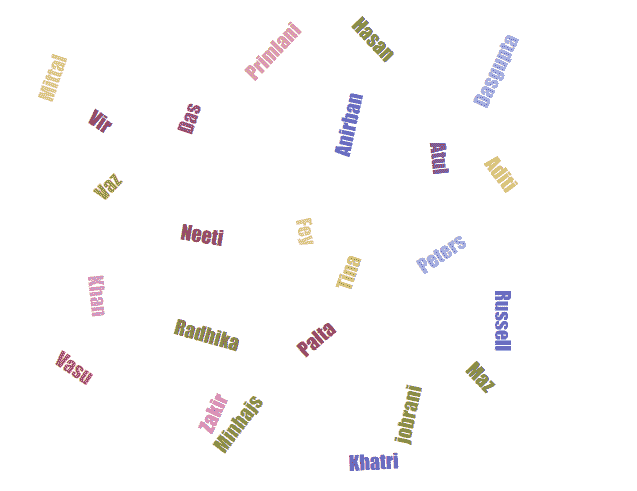 Primlani
Hasan
Dasgupta
Mittal
Vir
Das
Anirban
Atul
Aditi
Vaz
Neeti
Fey
Tina
Peters
Khan
Radhika
Palta
Russell
Vasu
Maz
Zakir
Minhajs
jobrani
Khatri